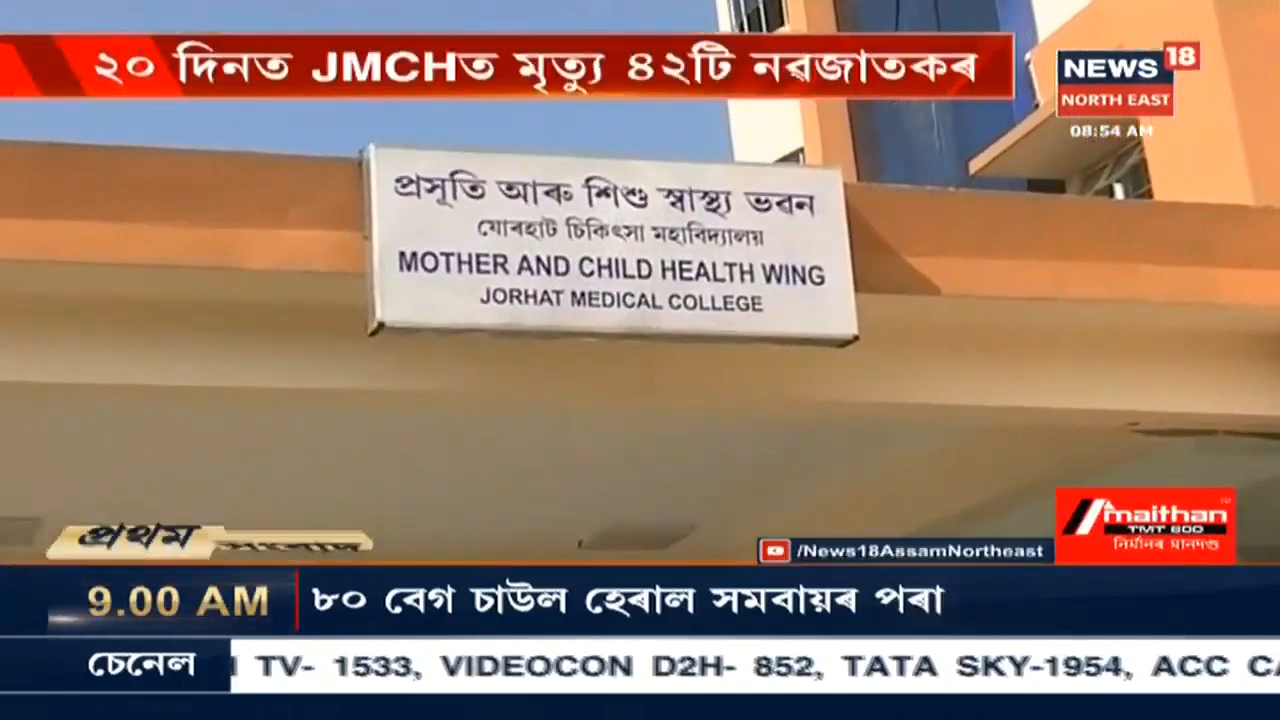 ২০ দিনত JMCHত মৃত্যু ৪২টি নৱজাতকৰ
NEWS 18
NORTH EAST
08:54 AM
প্ৰসূতি আৰু শিশু স্বাস্থ্য ভৱন
যোৰহাট চিকিৎসা মহাবিদ্যালয়
MOTHER AND CHILD HEALTH WING
JORHAT MEDICAL COLLEGE
maithan
TMT 600
নিৰ্মানৰ মানদণ্ড
প্ৰথম
/News18AssamNortheast
9.00 AM
৮০ বেগ চাউল হেৰাল সমবায়ৰ পৰা
চেনেল
TV- 1533, VIDEOCON D2H- 852, TATA SKY-1954, ACC